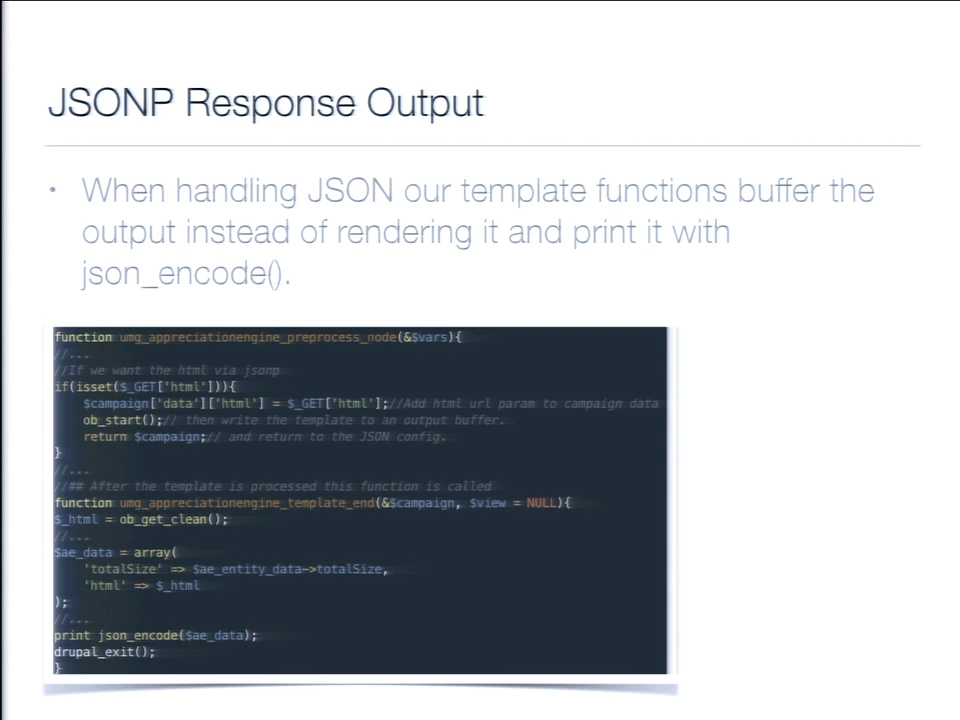 JSONP Response Output
• When handling JSON our template functions buffer the
output instead of rendering it and print it with
json_encode().
function umg_appreciationengine_preprocess_node(&$vars){
//...
//If we want the html via jsonp
if(isset($_GET['html'])){
    $campaign['data']['html'] = $_GET['html'];//Add html url param to campaign data
    ob_start();// then write the template to an output buffer.
    return $campaign;// and return to the JSON config.
}
//...
//## After the template is processed this function is called
function umg_appreciationengine_template_end(&$campaign, $view = NULL){
$_html = ob_get_clean();
//...
$ae_data = array(
    'totalSize' => $ae_entity_data->totalSize,
    'html' => $_html
);
//...
print json_encode($ae_data);
drupal_exit();
}